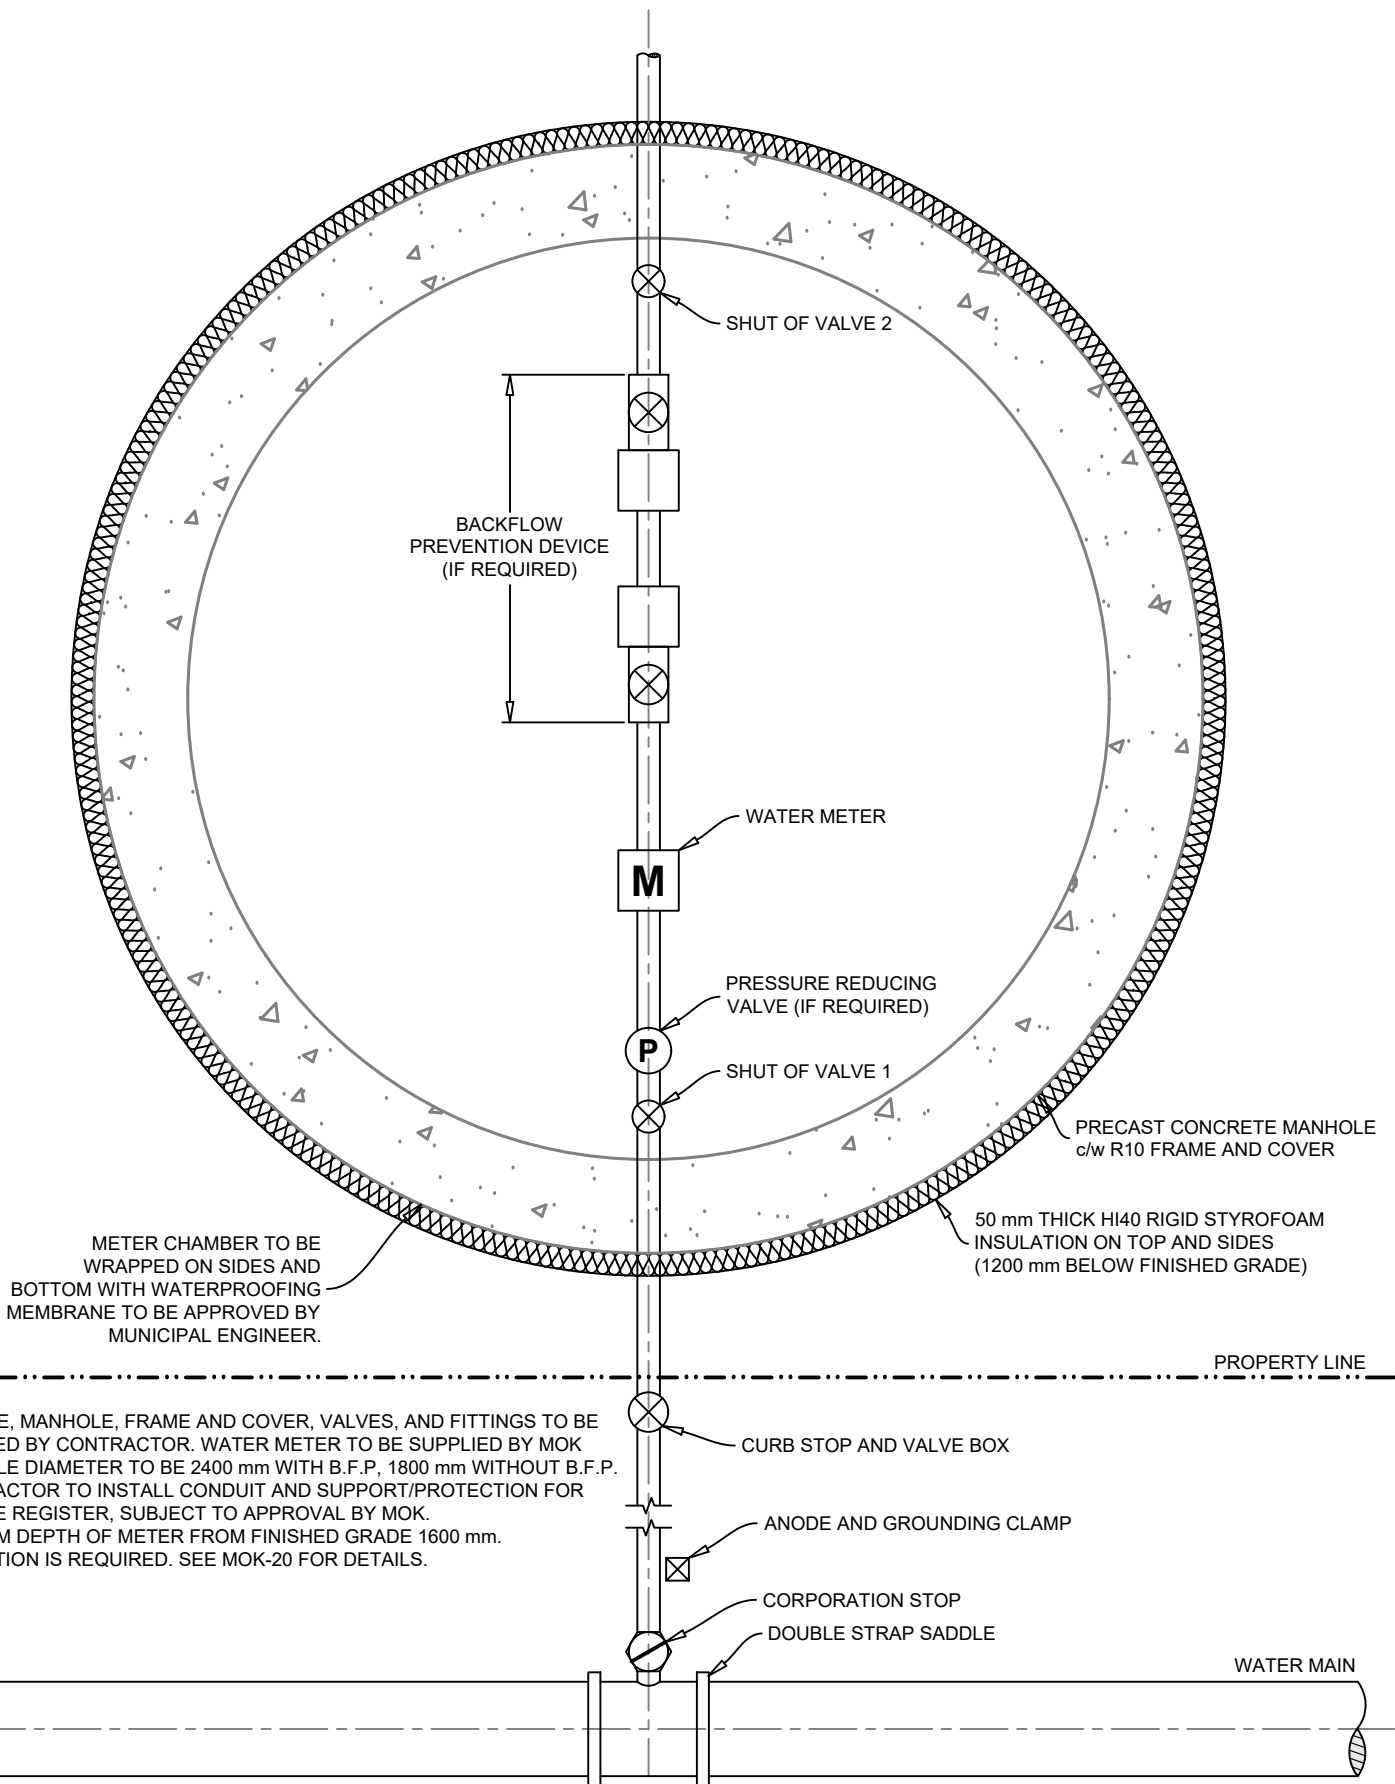 SHUT OF VALVE 2
BACKFLOW
PREVENTION DEVICE
(IF REQUIRED)
WATER METER
M
PRESSURE REDUCING
VALVE (IF REQUIRED)
P
SHUT OF VALVE 1
PRECAST CONCRETE MANHOLE
c/w R10 FRAME AND COVER
50 mm THICK HI40 RIGID STYROFOAM
INSULATION ON TOP AND SIDES
(1200 mm BELOW FINISHED GRADE)
METER CHAMBER TO BE
WRAPPED ON SIDES AND
BOTTOM WITH WATERPROOFING
MEMBRANE TO BE APPROVED BY
MUNICIPAL ENGINEER.
PROPERTY LINE
E, MANHOLE, FRAME AND COVER, VALVES, AND FITTINGS TO BE
ED BY CONTRACTOR. WATER METER TO BE SUPPLIED BY MOK
LE DIAMETER TO BE 2400 mm WITH B.F.P, 1800 mm WITHOUT B.F.P.
ACTOR TO INSTALL CONDUIT AND SUPPORT/PROTECTION FOR
E REGISTER, SUBJECT TO APPROVAL BY MOK.
M DEPTH OF METER FROM FINISHED GRADE 1600 mm.
TION IS REQUIRED. SEE MOK-20 FOR DETAILS.
CURB STOP AND VALVE BOX
ANODE AND GROUNDING CLAMP
CORPORATION STOP
DOUBLE STRAP SADDLE
WATER MAIN